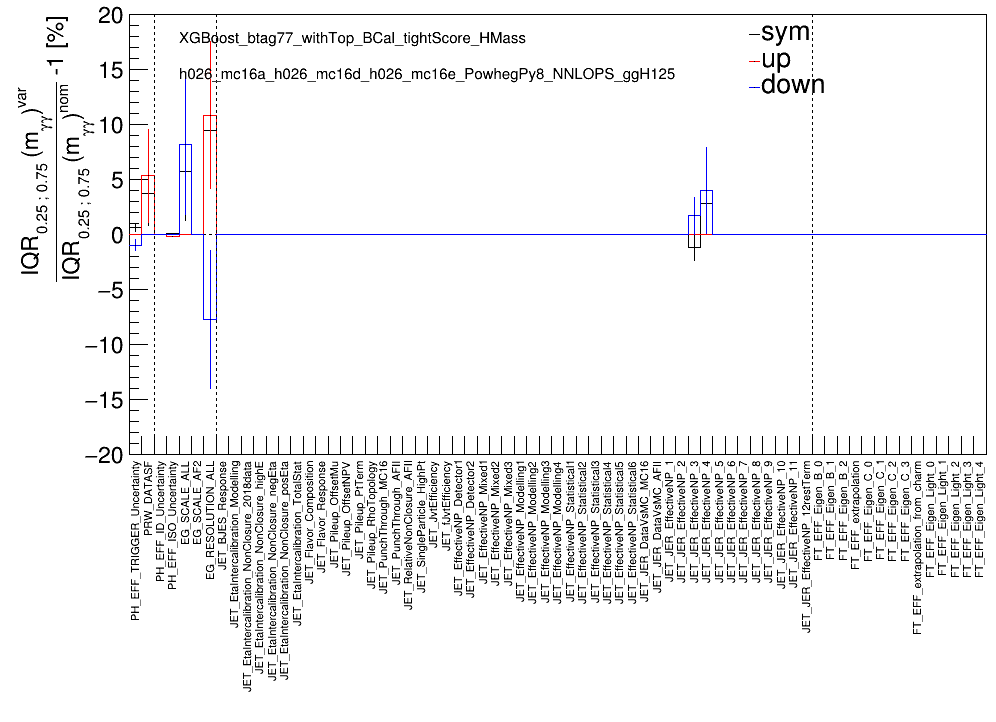 XGBoost_btag77_withTop_BCal_tightScore_HMass
h026_mc16a_h026_mc16d_h026_mc16e_PowhegPy8_NNLOPS_ggH125
sym
up
down
IQR0.25 ; 0.75 (mγγ)var
IQR0.25 ; 0.75 (mγγ)nom
-1 [%]
20
15
10
5
0
−5
−10
−15
−20
PH_EFF_TRIGGER_Uncertainty
PRW_DATASF
PH_EFF_ID_Uncertainty
PH_EFF_ISO_Uncertainty
EG_SCALE_ALL
EG_SCALE_AF2
EG_RESOLUTION_ALL
JET_BJES_Response
JET_EtaIntercalibration_Modelling
JET_EtaIntercalibration_NonClosure_2018data
JET_EtaIntercalibration_NonClosure_highE
JET_EtaIntercalibration_NonClosure_negEta
JET_EtaIntercalibration_NonClosure_posEta
JET_EtaIntercalibration_TotalStat
JET_Flavor_Composition
JET_Flavor_Response
JET_Pileup_OffsetMu
JET_Pileup_OffsetNPV
JET_Pileup_PtTerm
JET_Pileup_RhoTopology
JET_PunchThrough_MC16
JET_PunchThrough_AFII
JET_RelativeNonClosure_AFII
JET_SingleParticle_HighPt
JET_JvtEfficiency
JET_fJvtEfficiency
JET_EffectiveNP_Detector1
JET_EffectiveNP_Detector2
JET_EffectiveNP_Mixed1
JET_EffectiveNP_Mixed2
JET_EffectiveNP_Mixed3
JET_EffectiveNP_Modelling1
JET_EffectiveNP_Modelling2
JET_EffectiveNP_Modelling3
JET_EffectiveNP_Modelling4
JET_EffectiveNP_Statistical1
JET_EffectiveNP_Statistical2
JET_EffectiveNP_Statistical3
JET_EffectiveNP_Statistical4
JET_EffectiveNP_Statistical5
JET_EffectiveNP_Statistical6
JET_JER_DataVsMC_MC16
JET_JER_DataVsMC_AFII
JET_JER_EffectiveNP_1
JET_JER_EffectiveNP_2
JET_JER_EffectiveNP_3
JET_JER_EffectiveNP_4
JET_JER_EffectiveNP_5
JET_JER_EffectiveNP_6
JET_JER_EffectiveNP_7
JET_JER_EffectiveNP_8
JET_JER_EffectiveNP_9
JET_JER_EffectiveNP_10
JET_JER_EffectiveNP_11
JET_JER_EffectiveNP_12restTerm
FT_EFF_Eigen_B_0
FT_EFF_Eigen_B_1
FT_EFF_Eigen_B_2
FT_EFF_extrapolation
FT_EFF_Eigen_C_0
FT_EFF_Eigen_C_1
FT_EFF_Eigen_C_2
FT_EFF_Eigen_C_3
FT_EFF_extrapolation_from_charm
FT_EFF_Eigen_Light_0
FT_EFF_Eigen_Light_1
FT_EFF_Eigen_Light_2
FT_EFF_Eigen_Light_3
FT_EFF_Eigen_Light_4